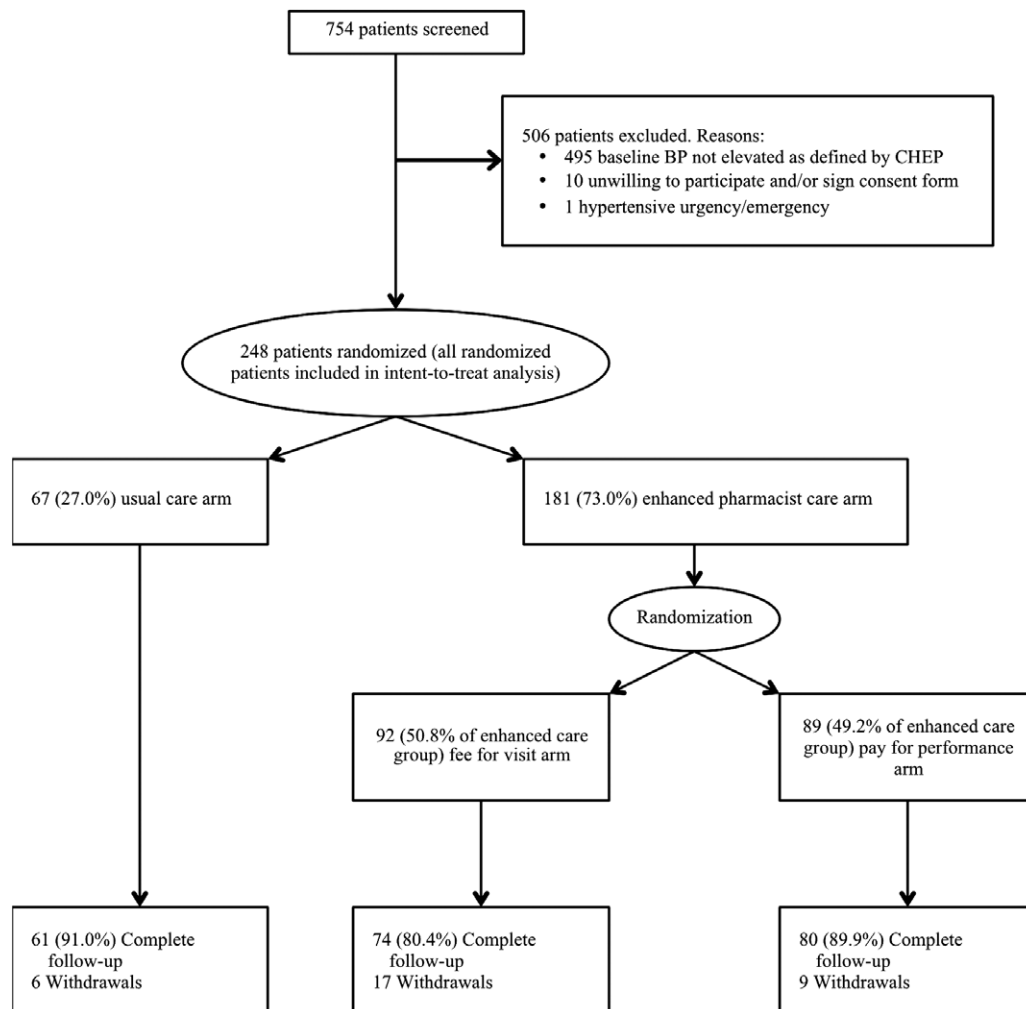 754 patients screened
506 patients excluded. Reasons:
• 495 baseline BP not elevated as defined by CHEP
• 10 unwilling to participate and/or sign consent form
• 1 hypertensive urgency/emergency
248 patients randomized (all randomized
patients included in intent-to-treat analysis)
67 (27.0%) usual care arm
181 (73.0%) enhanced pharmacist care arm
Randomization
92 (50.8% of enhanced care
group) fee for visit arm
89 (49.2% of enhanced care
group) pay for performance
arm
61 (91.0%) Complete
follow-up
6 Withdrawals
74 (80.4%) Complete
follow-up
17 Withdrawals
80 (89.9%) Complete
follow-up
9 Withdrawals